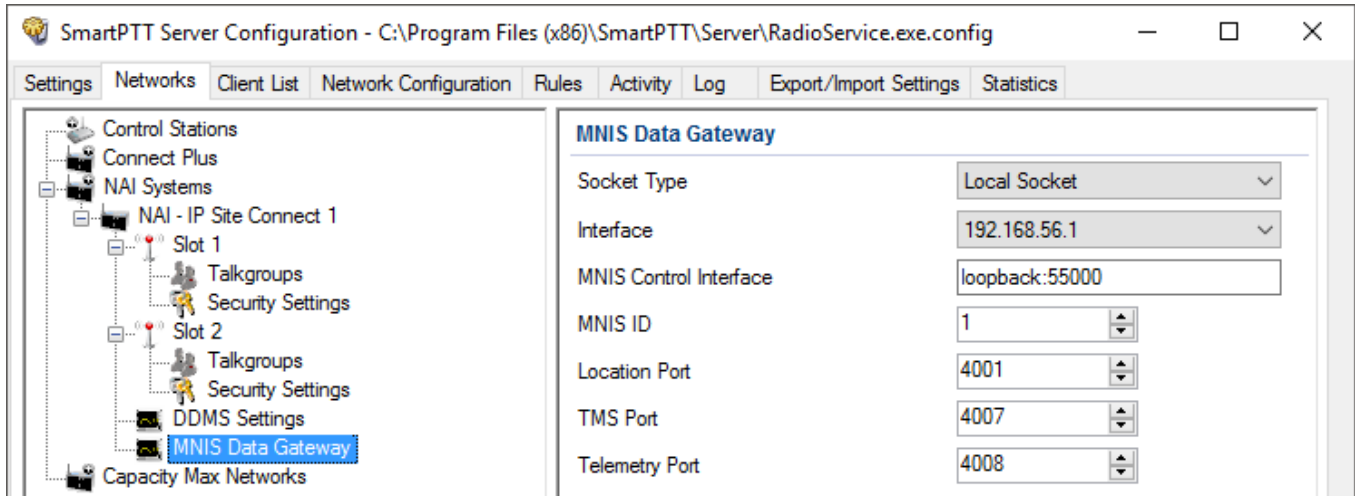 SmartPTT Server Configuration - C:\Program Files (x86)\SmartPTT\Server\RadioService.exe.config
Settings Networks Client List Network Configuration Rules Activity Log Export/Import Settings Statistics
Control Stations
Connect Plus
NAI Systems
NAI - IP Site Connect 1
Slot 1
Talkgroups
Security Settings
Slot 2
Talkgroups
Security Settings
DDMS Settings
MNIS Data Gateway
Capacity Max Networks
MNIS Data Gateway
Socket Type Local Socket
Interface 192.168.56.1
MNIS Control Interface loopback:55000
MNIS ID 1
Location Port 4001
TMS Port 4007
Telemetry Port 4008